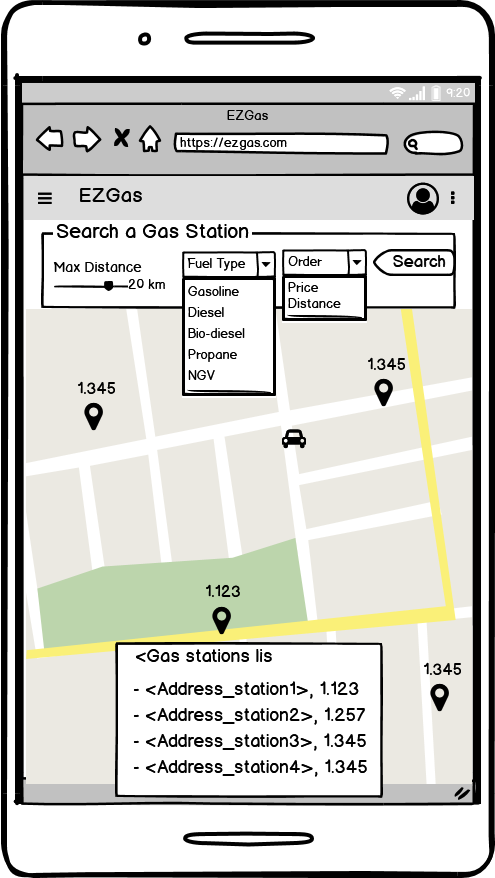 9:20
EZGas
https://ezgas.com
EZGas
Search a Gas Station
Max Distance
20 km
Fuel Type
Gasoline
Diesel
Bio-diesel
Propane
NGV
Order
Price
Distance
Search
1.345
1.345
1.123
1.345
<Gas stations lis
- <Address_station1>, 1.123
- <Address_station2>, 1.257
- <Address_station3>, 1.345
- <Address_station4>, 1.345